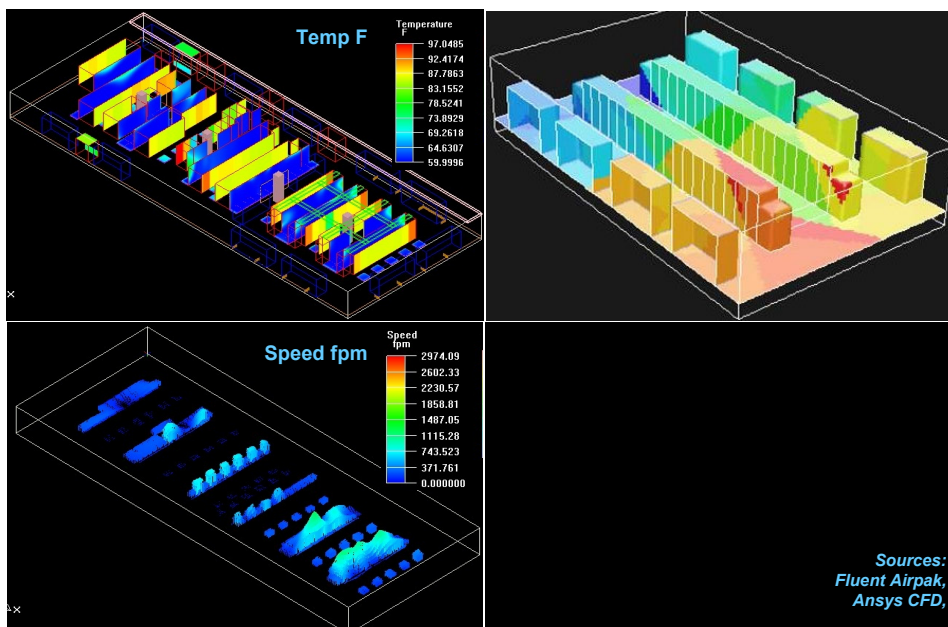 Temp F
Temperature
F
97.0485
92.4174
87.7863
83.1552
78.5241
73.8929
69.2618
64.6307
59.9996
x
Speed fpm
Speed
fpm
2974.09
2602.33
2230.57
1858.81
1487.05
1115.28
743.523
371.761
0.000000
x
Sources:
Fluent Airpak,
Ansys CFD,